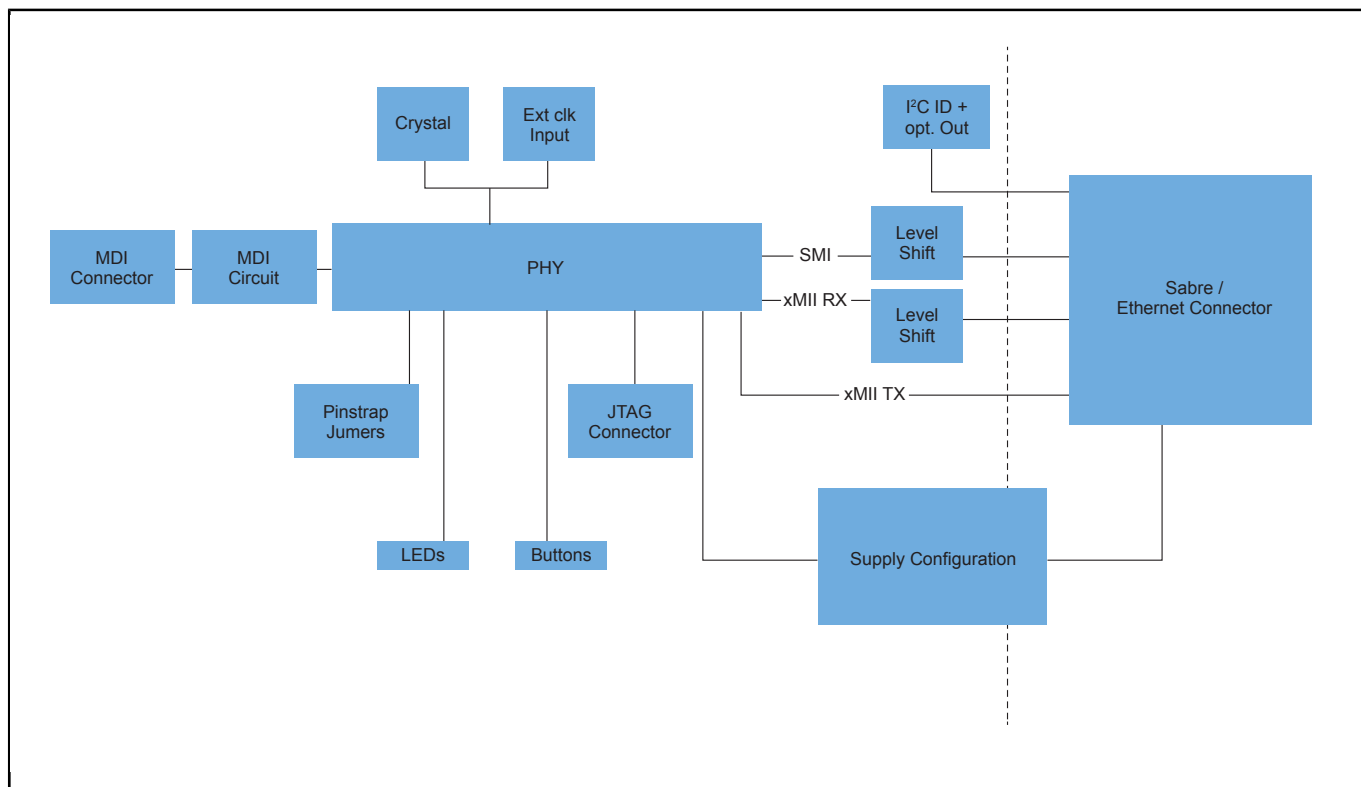 Crystal
Ext clk
Input
I²C ID +
opt. Out
MDI
Connector
MDI
Circuit
PHY
SMI
Level
Shift
xMII RX
Level
Shift
Sabre /
Ethernet Connector
xMII TX
Pinstrap
Jumers
JTAG
Connector
LEDs
Buttons
Supply Configuration